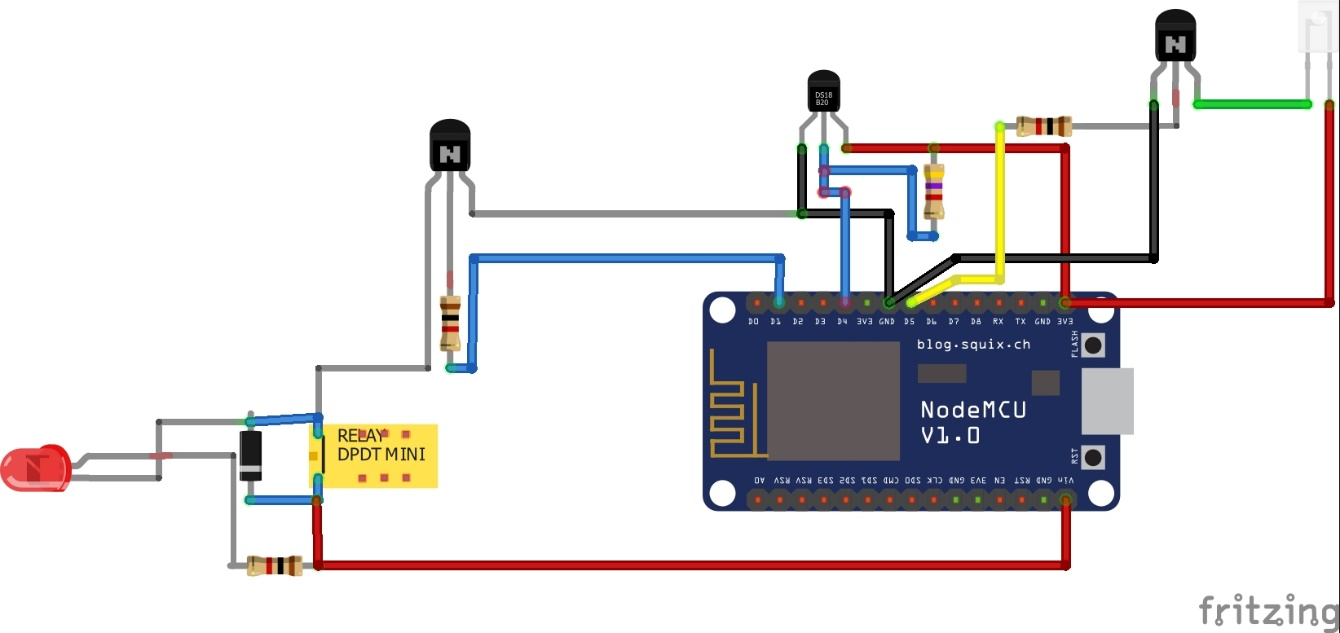 N
DS18
B20
N
D0 D1 D2 D3 D4 3V3 GND D5 D6 D7 D8 RX TX GND 3V3
blog.squix.ch
FLASH
NodeMCU
V1.0
RST
RELAY
DPDT MINI
N
A0 RSV RSV SD3 SD2 SD1 CMD SD0 CLK GND 3V3 EN RST GND Vin
fritzing